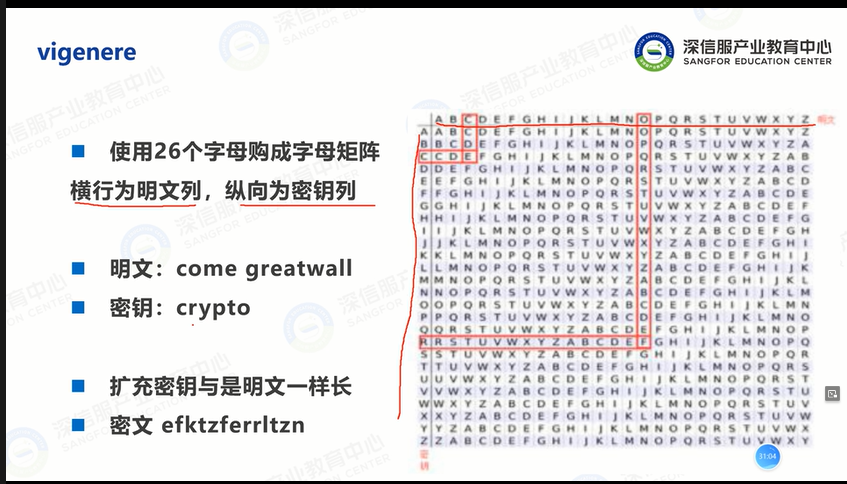 vigenere
深信服产业教育中心
SANGFOR EDUCATION CENTER
使用26个字母购成字母矩阵
横行为明文列，纵向为密钥列
明文：come greatwall
密钥：crypto
扩充密钥与是明文一样长
密文 efktzferrltzn
A B C D E F G H I J K L M N O P Q R S T U V W X Y Z 明文
A A B C D E F G H I J K L M N O P Q R S T U V W X Y Z
B B C D E F G H I J K L M N O P Q R S T U V W X Y Z A
C C D E F G H I J K L M N O P Q R S T U V W X Y Z A B
D D E F G H I J K L M N O P Q R S T U V W X Y Z A B C
E E F G H I J K L M N O P Q R S T U V W X Y Z A B C D
F F G H I J K L M N O P Q R S T U V W X Y Z A B C D E
G G H I J K L M N O P Q R S T U V W X Y Z A B C D E F
H H I J K L M N O P Q R S T U V W X Y Z A B C D E F G
I I J K L M N O P Q R S T U V W X Y Z A B C D E F G H
J J K L M N O P Q R S T U V W X Y Z A B C D E F G H I
K K L M N O P Q R S T U V W X Y Z A B C D E F G H I J
L L M N O P Q R S T U V W X Y Z A B C D E F G H I J K
M M N O P Q R S T U V W X Y Z A B C D E F G H I J K L
N N O P Q R S T U V W X Y Z A B C D E F G H I J K L M
O O P Q R S T U V W X Y Z A B C D E F G H I J K L M N
P P Q R S T U V W X Y Z A B C D E F G H I J K L M N O
Q Q R S T U V W X Y Z A B C D E F G H I J K L M N O P
R R S T U V W X Y Z A B C D E F G H I J K L M N O P Q
S S T U V W X Y Z A B C D E F G H I J K L M N O P Q R
T T U V W X Y Z A B C D E F G H I J K L M N O P Q R S
U U V W X Y Z A B C D E F G H I J K L M N O P Q R S T
V V W X Y Z A B C D E F G H I J K L M N O P Q R S T U
W W X Y Z A B C D E F G H I J K L M N O P Q R S T U V
X X Y Z A B C D E F G H I J K L M N O P Q R S T U V W
Y Y Z A B C D E F G H I J K L M N O P Q R S T U V W X
Z Z A B C D E F G H I J K L M N O P Q R S T U V W X Y
密
钥
31:04